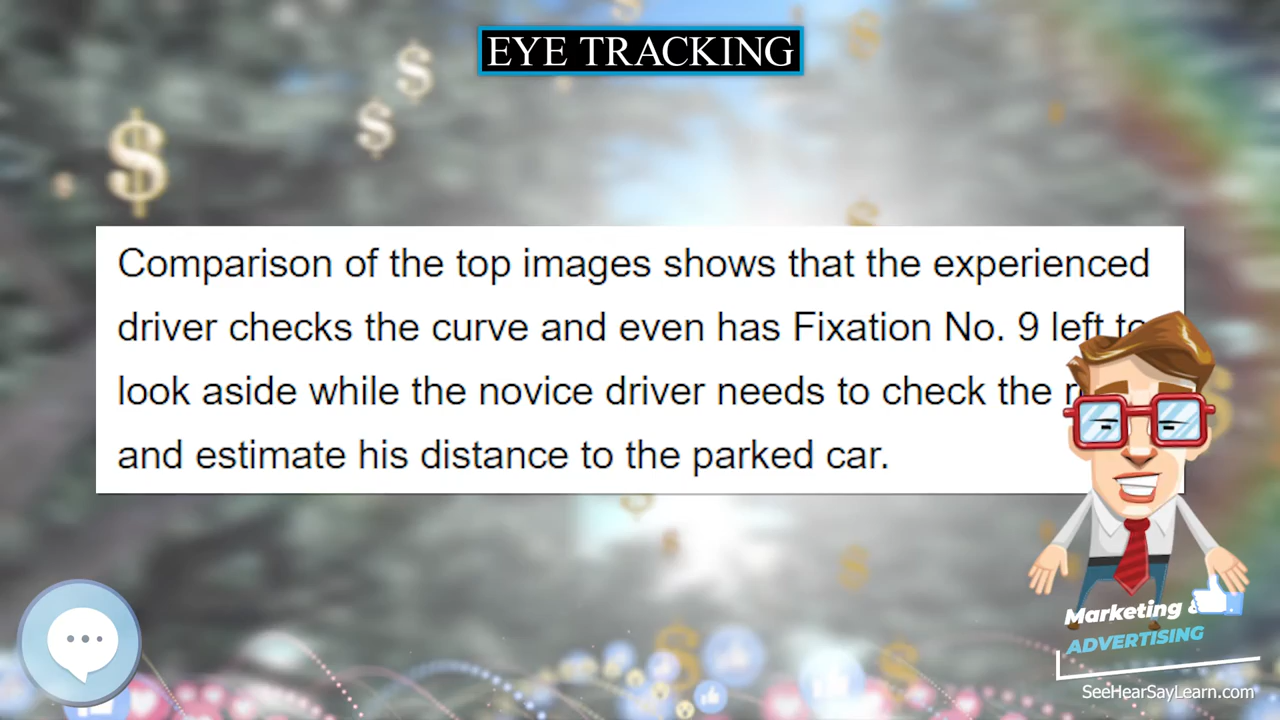 EYE TRACKING
Comparison of the top images shows that the experienced
driver checks the curve and even has Fixation No. 9 left to
look aside while the novice driver needs to check the
and estimate his distance to the parked car.
Marketing &
ADVERTISING
SeeHearSayLearn.com